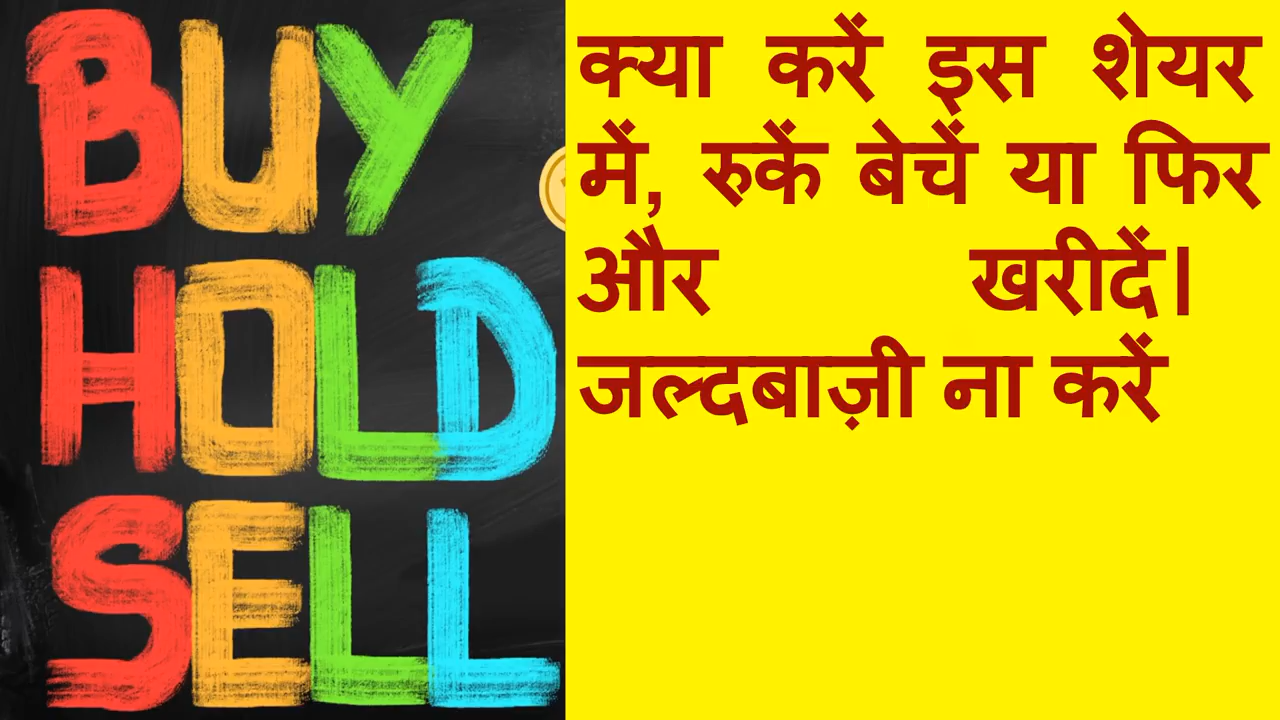 BUY
HOLD
SELL
क्या करें इस शेयर
में, रुकें बेचें या फिर
और खरीदें।
जल्दबाज़ी ना करें